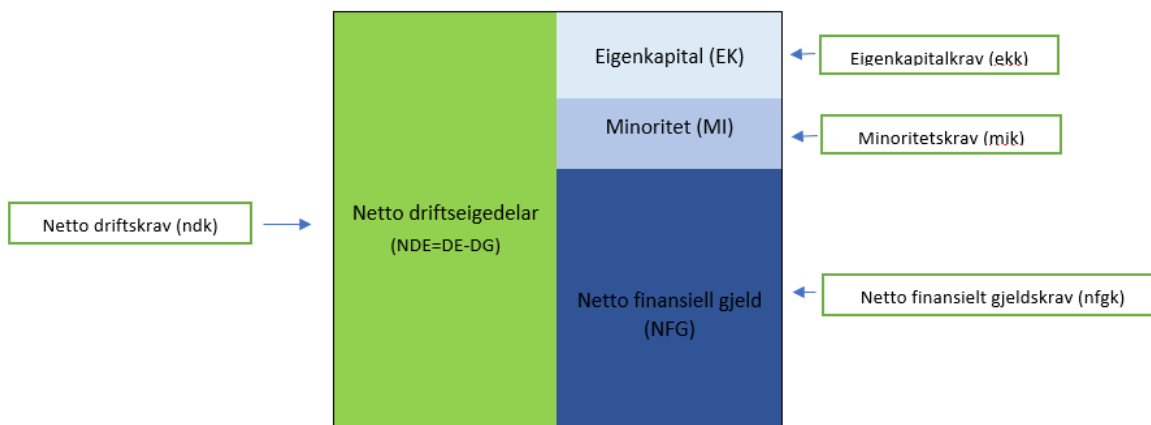 Eigenkapital (EK)
Eigenkapitalkrav (ekk)
Minoritet (MI)
Minoritetskrav (mik)
Netto driftskrav (ndk)
Netto driftseigedelar
(NDE=DE-DG)
Netto finansiell gjeld
(NFG)
Netto finansielt gjeldskrav (nfgk)